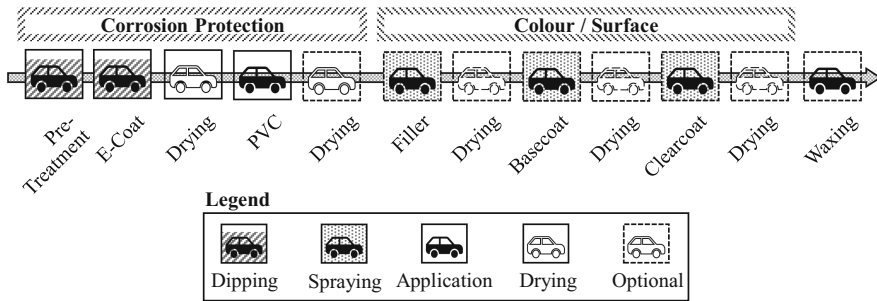 Corrosion Protection
Colour / Surface
Pre-
Treatment
E-Coat
Drying
PVC
Drying
Filler
Drying
Basecoat
Drying
Clearcoat
Drying
Waxing
Legend
Dipping
Spraying
Application
Drying
Optional